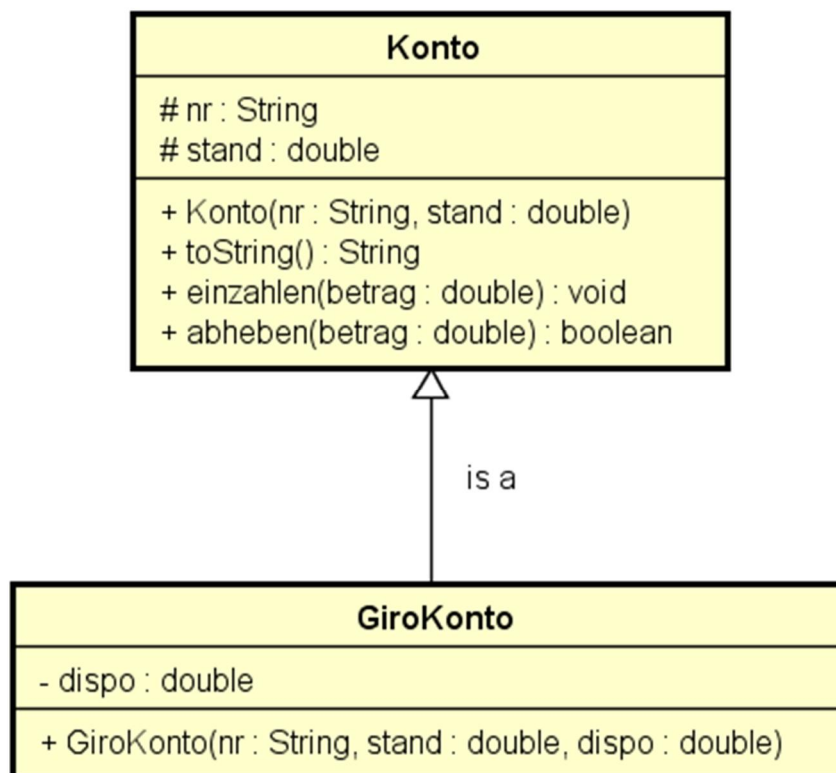 Konto
# nr : String
# stand : double
+ Konto(nr : String, stand : double)
+ toString() : String
+ einzahlen(betrag : double) : void
+ abheben(betrag : double) : boolean
is a
GiroKonto
- dispo : double
+ GiroKonto(nr : String, stand : double, dispo : double)